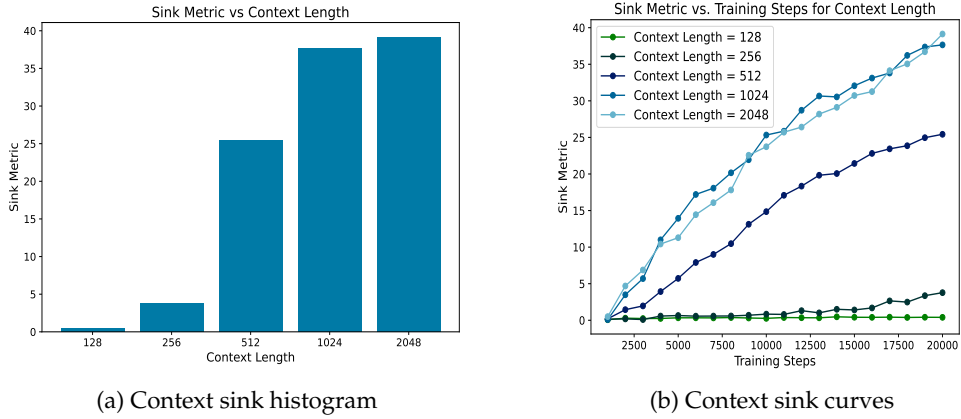 Sink Metric vs Context Length
Sink Metric
40
35
30
25
20
15
10
5
0
128 256 512 1024 2048
Context Length
(a) Context sink histogram
Sink Metric vs. Training Steps for Context Length
Sink Metric
40
35
30
25
20
15
10
5
0
Context Length = 128
Context Length = 256
Context Length = 512
Context Length = 1024
Context Length = 2048
2500 5000 7500 10000 12500 15000 17500 20000
Training Steps
(b) Context sink curves